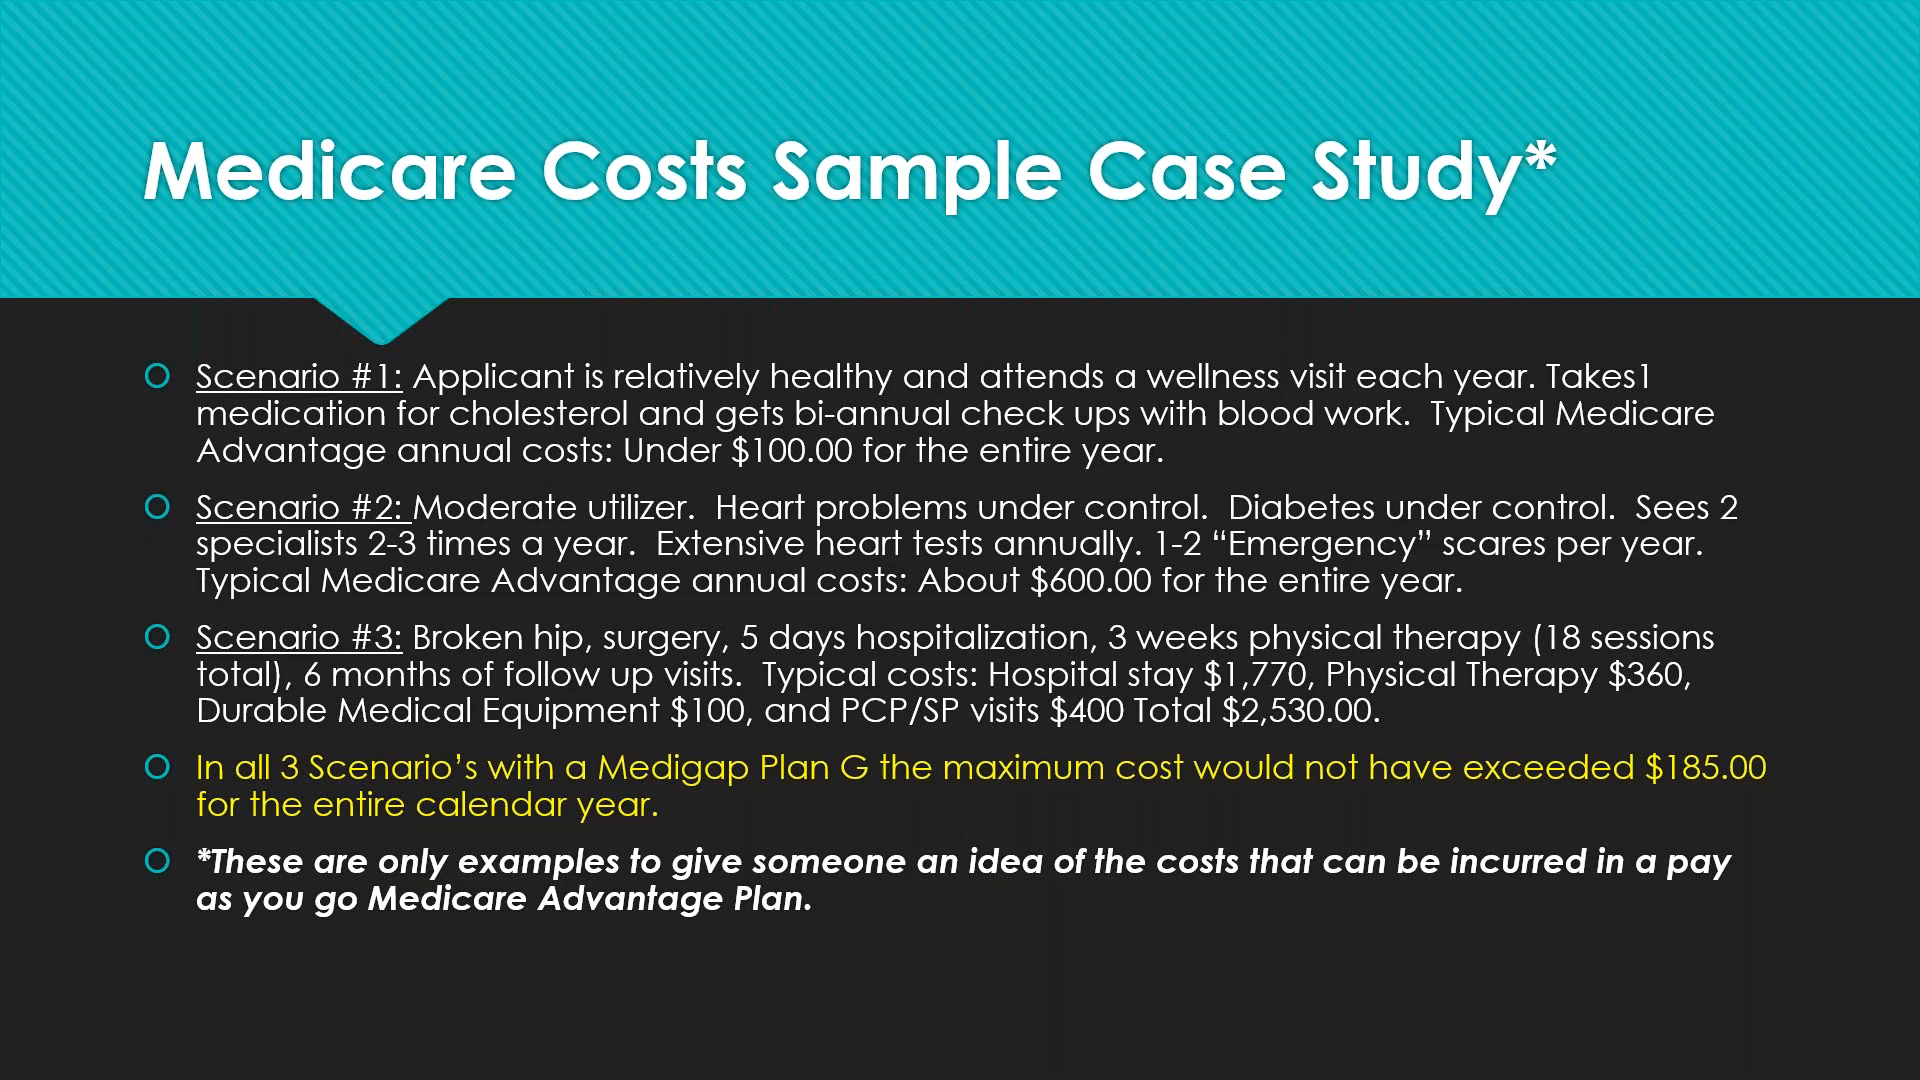 Medicare Costs Sample Case Study*
Scenario #1: Applicant is relatively healthy and attends a wellness visit each year. Takes1
medication for cholesterol and gets bi-annual check ups with blood work.  Typical Medicare
Advantage annual costs: Under $100.00 for the entire year.
Scenario #2: Moderate utilizer.  Heart problems under control.  Diabetes under control.  Sees 2
specialists 2-3 times a year.  Extensive heart tests annually. 1-2 “Emergency” scares per year.
Typical Medicare Advantage annual costs: About $600.00 for the entire year.
Scenario #3: Broken hip, surgery, 5 days hospitalization, 3 weeks physical therapy (18 sessions
total), 6 months of follow up visits.  Typical costs: Hospital stay $1,770, Physical Therapy $360,
Durable Medical Equipment $100, and PCP/SP visits $400 Total $2,530.00.
In all 3 Scenario’s with a Medigap Plan G the maximum cost would not have exceeded $185.00
for the entire calendar year.
*These are only examples to give someone an idea of the costs that can be incurred in a pay
as you go Medicare Advantage Plan.